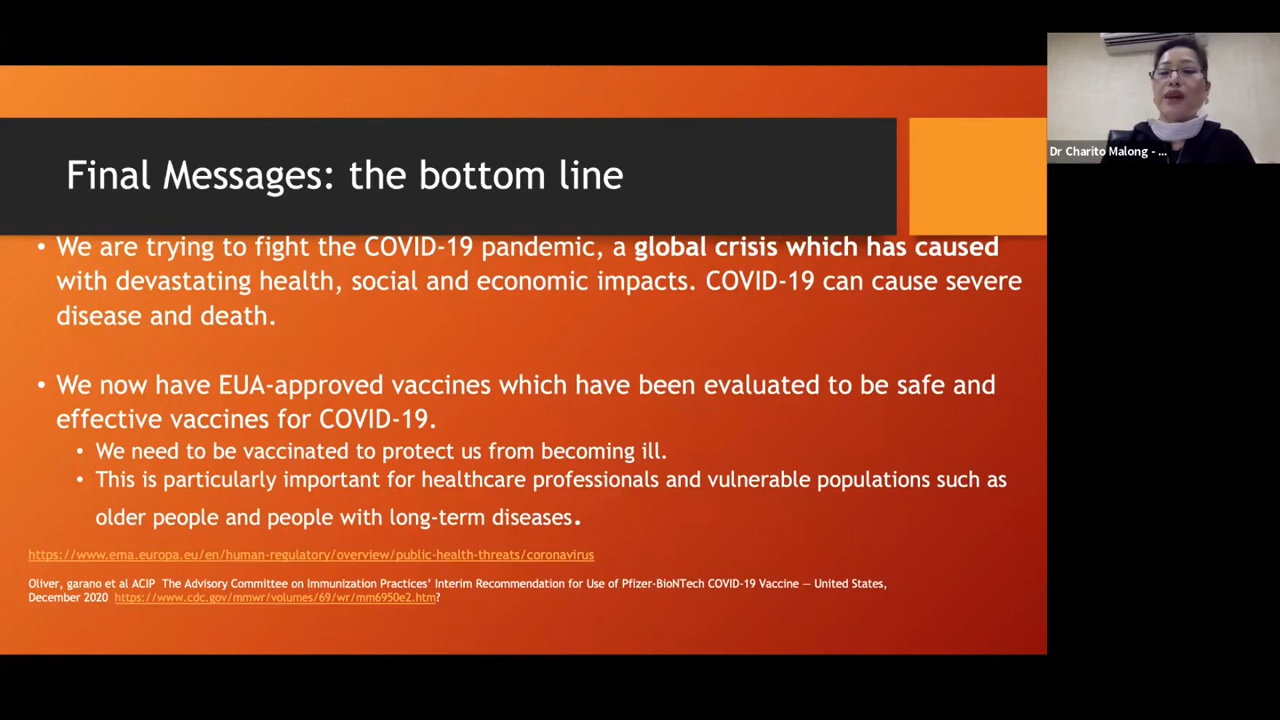 Final Messages: the bottom line
• We are trying to fight the COVID-19 pandemic, a global crisis which has caused
with devastating health, social and economic impacts. COVID-19 can cause severe
disease and death.
• We now have EUA-approved vaccines which have been evaluated to be safe and
effective vaccines for COVID-19.
• We need to be vaccinated to protect us from becoming ill.
• This is particularly important for healthcare professionals and vulnerable populations such as
older people and people with long-term diseases.
https://www.ema.europa.eu/en/human-regulatory/overview/public-health-threats/coronavirus
Oliver, garano et al ACIP The Advisory Committee on Immunization Practices’ Interim Recommendation for Use of Pfizer-BioNTech COVID-19 Vaccine — United States,
December 2020 https://www.cdc.gov/mmwr/volumes/69/wr/mm6950e2.htm?
Dr Charito Malong - ...